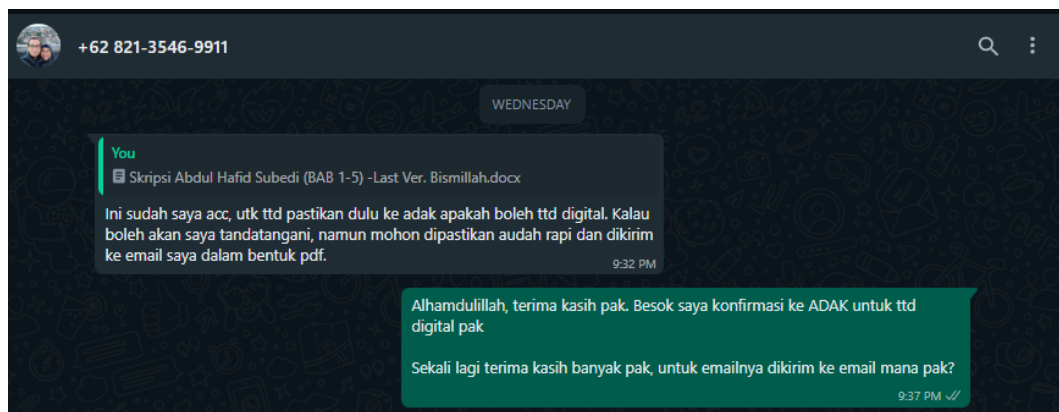 +62 821-3546-9911
WEDNESDAY
You
Skripsi Abdul Hafid Subedi (BAB 1-5) -Last Ver. Bismillah.docx
Ini sudah saya acc, utk ttd pastikan dulu ke adak apakah boleh ttd digital. Kalau
boleh akan saya tandatangani, namun mohon dipastikan audah rapi dan dikirim
ke email saya dalam bentuk pdf.
9:32 PM
Alhamdulillah, terima kasih pak. Besok saya konfirmasi ke ADAK untuk ttd
digital pak
Sekali lagi terima kasih banyak pak, untuk emailnya dikirim ke email mana pak?
9:37 PM